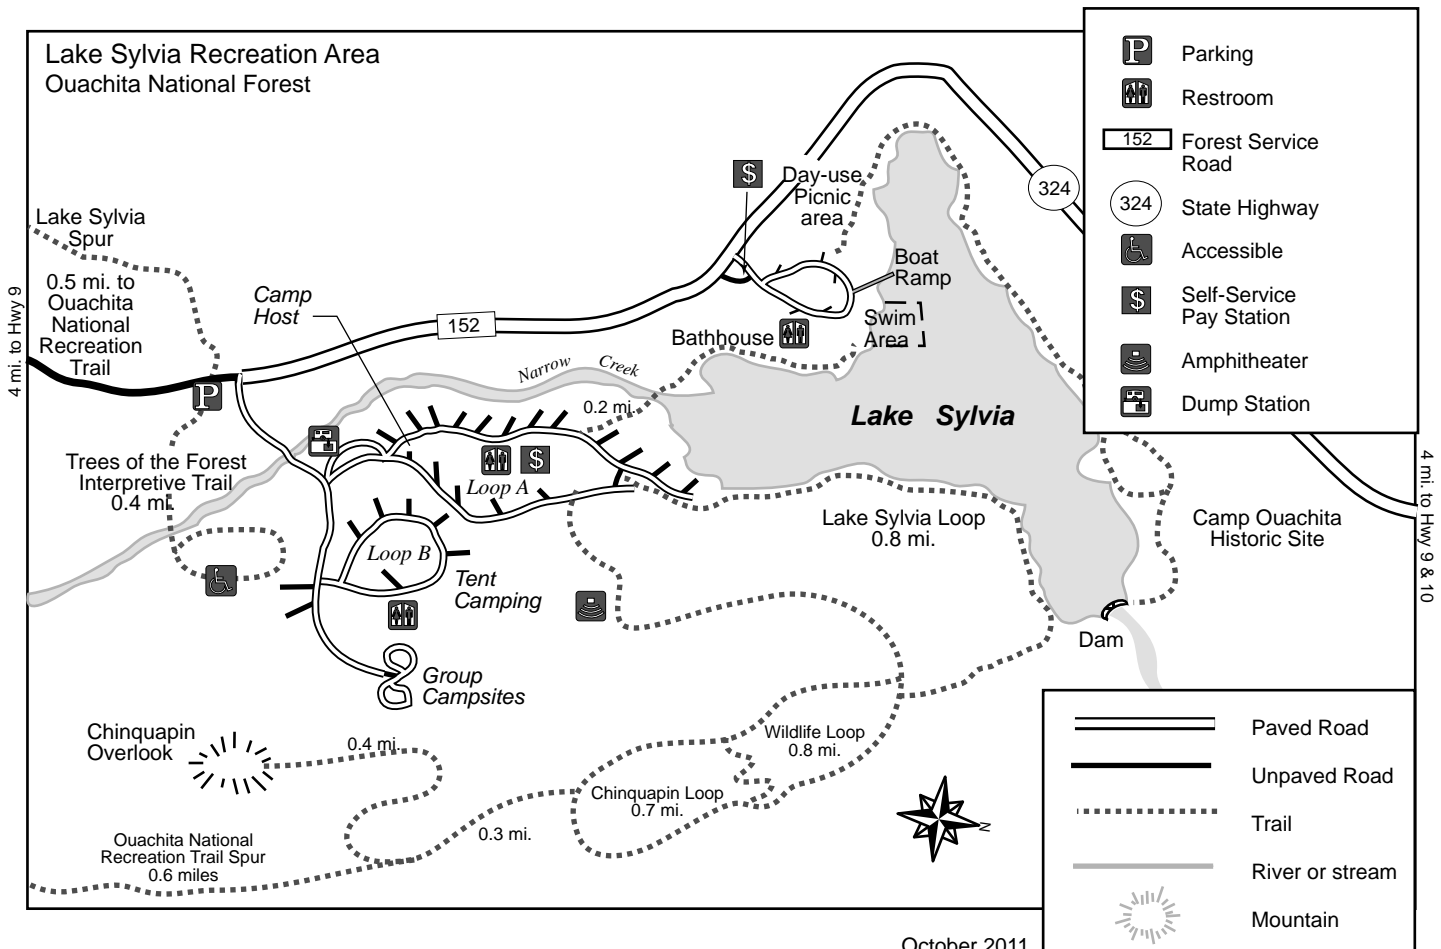 Lake Sylvia Recreation Area
Ouachita National Forest
P Parking
Restroom
152 Forest Service
Road
324 State Highway
Accessible
$ Self-Service
Pay Station
Amphitheater
Dump Station
$
Day-use
Picnic
area
324
Lake Sylvia
Spur
0.5 mi. to
Ouachita
National
Recreation
Trail
4 mi. to Hwy 9
Camp
Host
152
Boat
Ramp
Swim
Area
Bathhouse
Narrow Creek
P
0.2 mi.
Lake Sylvia
Trees of the Forest
Interpretive Trail
0.4 mi.
$
Loop A
Loop B
Tent
Camping
Lake Sylvia Loop
0.8 mi.
Camp Ouachita
Historic Site
4 mi. to Hwy 9 & 10
Dam
Group
Campsites
Chinquapin
Overlook
0.4 mi.
Wildlife Loop
0.8 mi.
Chinquapin Loop
0.7 mi.
0.3 mi.
Ouachita National
Recreation Trail Spur
0.6 miles
N
Paved Road
Unpaved Road
Trail
River or stream
Mountain
October 2011